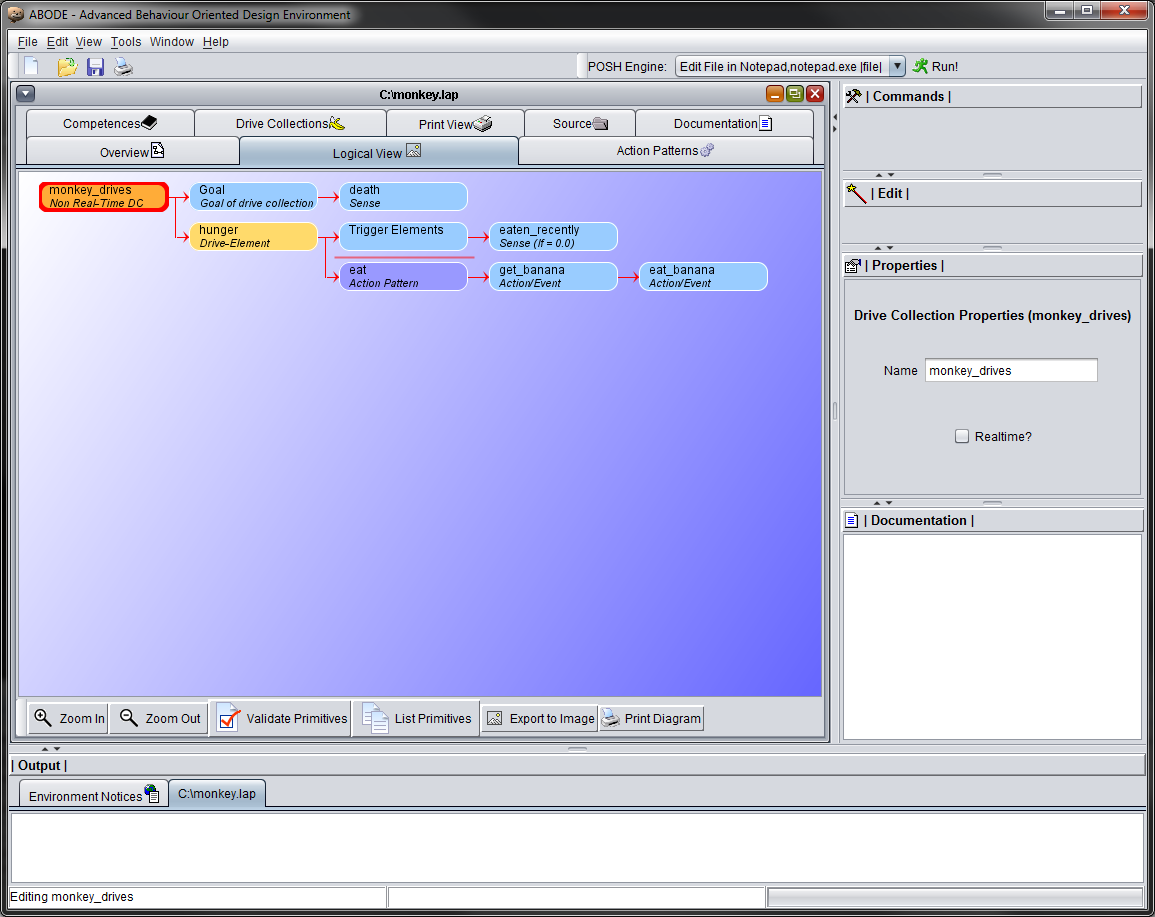 ABODE - Advanced Behaviour Oriented Design Environment
File Edit View Tools Window Help
POSH Engine: Edit File in Notepad,notepad.exe |file| Run!
C:\monkey.lap
Competences Drive Collections Print View Source Documentation
Overview Logical View Action Patterns
monkey_drives
Non Real-Time DC
Goal
Goal of drive collection
death
Sense
hunger
Drive-Element
Trigger Elements
eaten_recently
Sense (If = 0.0)
eat
Action Pattern
get_banana
Action/Event
eat_banana
Action/Event
Zoom In Zoom Out Validate Primitives List Primitives Export to Image Print Diagram
| Commands |
| Edit |
| Properties |
Drive Collection Properties (monkey_drives)
Name monkey_drives
Realtime?
| Documentation |
| Output |
Environment Notices C:\monkey.lap
Editing monkey_drives